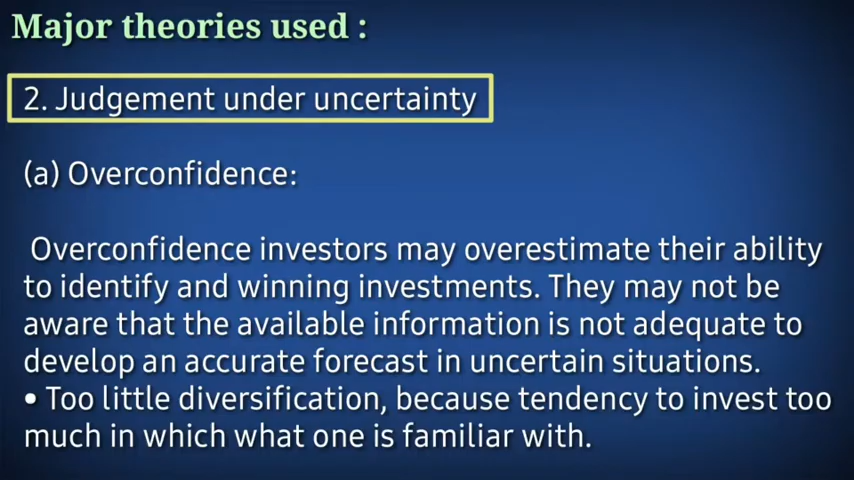 Major theories used :
2. Judgement under uncertainty
(a) Overconfidence:
Overconfidence investors may overestimate their ability
to identify and winning investments. They may not be
aware that the available information is not adequate to
develop an accurate forecast in uncertain situations.
• Too little diversification, because tendency to invest too
much in which what one is familiar with.